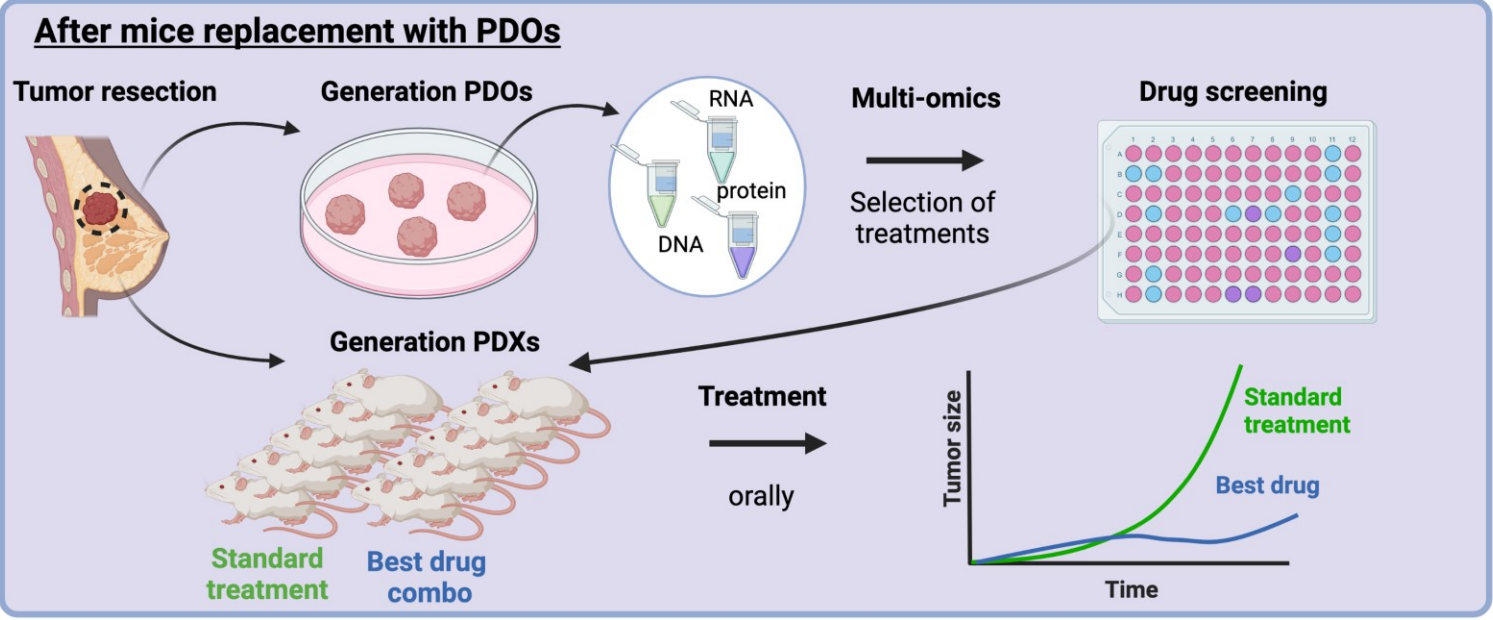 After mice replacement with PDOs
Tumor resection
Generation PDOs
RNA
protein
DNA
Multi-omics
Selection of
treatments
Drug screening
1 2 3 4 5 6 7 8 9 10 11 12
A
B
C
D
E
F
G
H
Generation PDXs
Standard
treatment
Best drug
combo
Treatment
orally
Tumor size
Standard
treatment
Best drug
Time